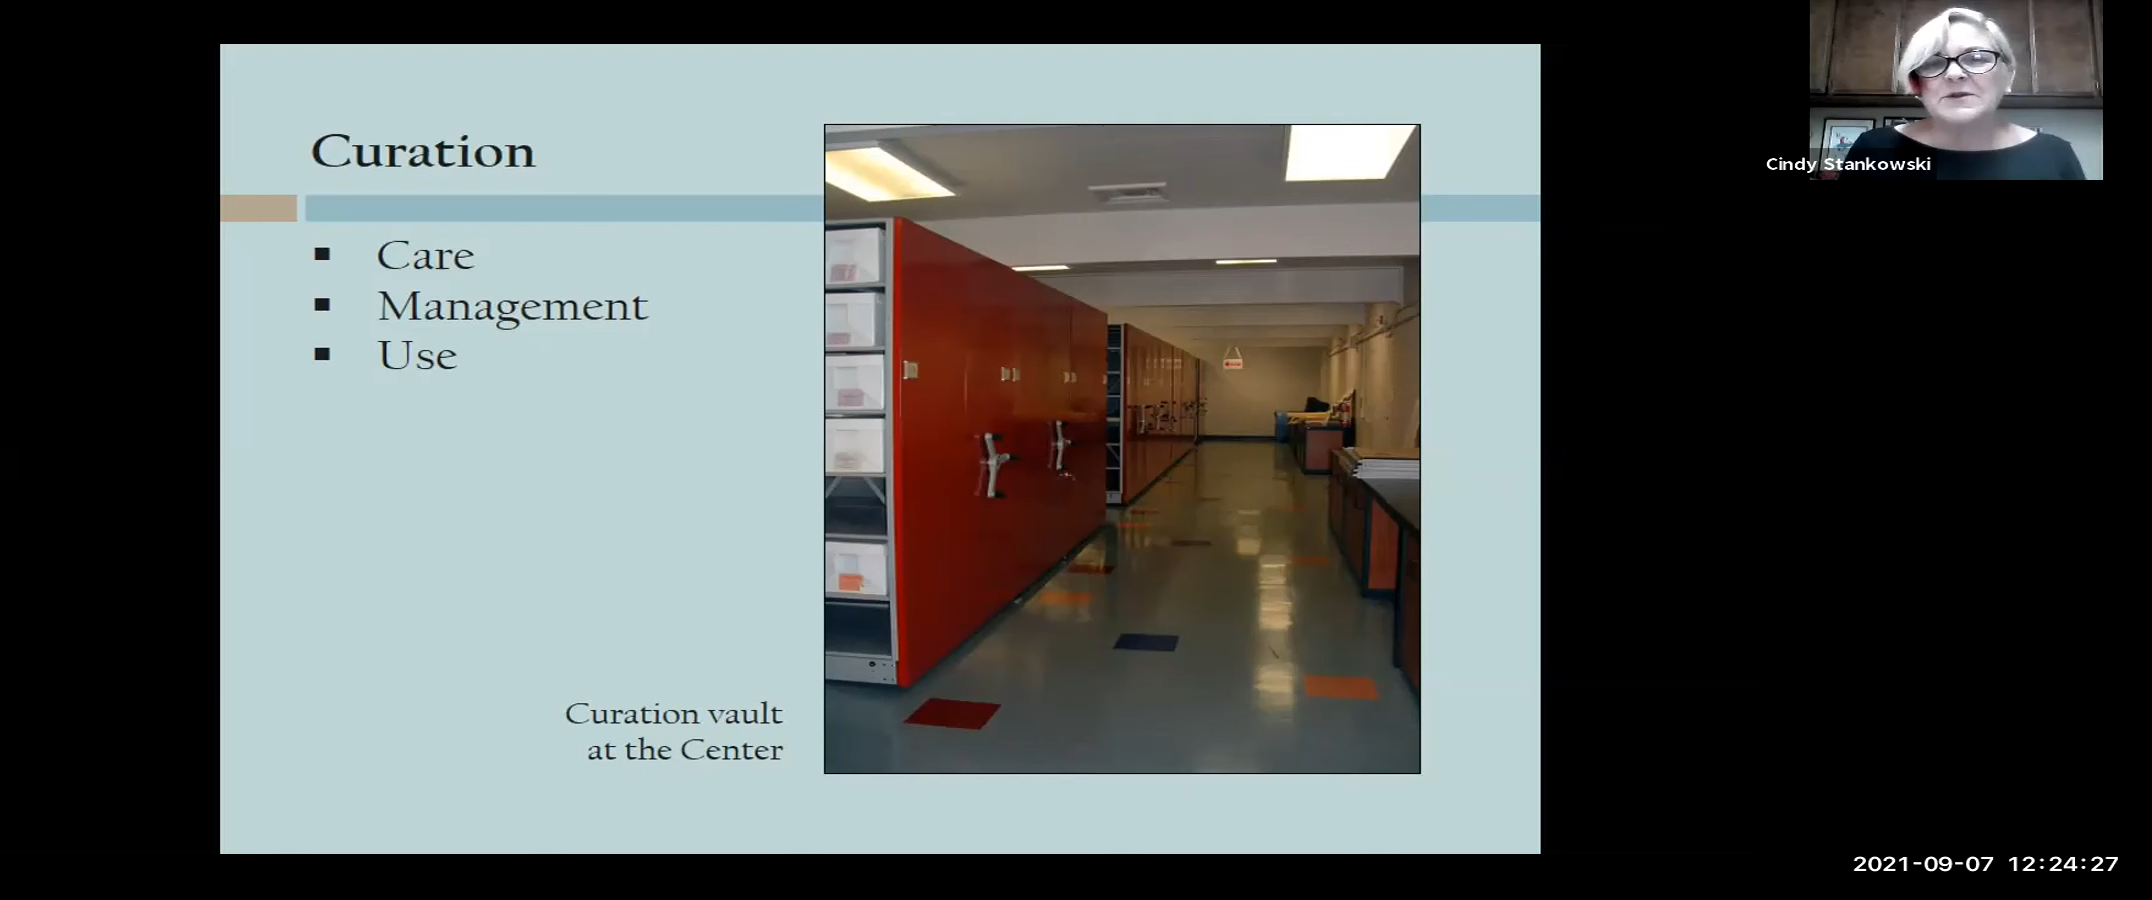 Curation
Care
Management
Use
Curation vault
at the Center
Cindy Stankowski
2021-09-07 12:24:27